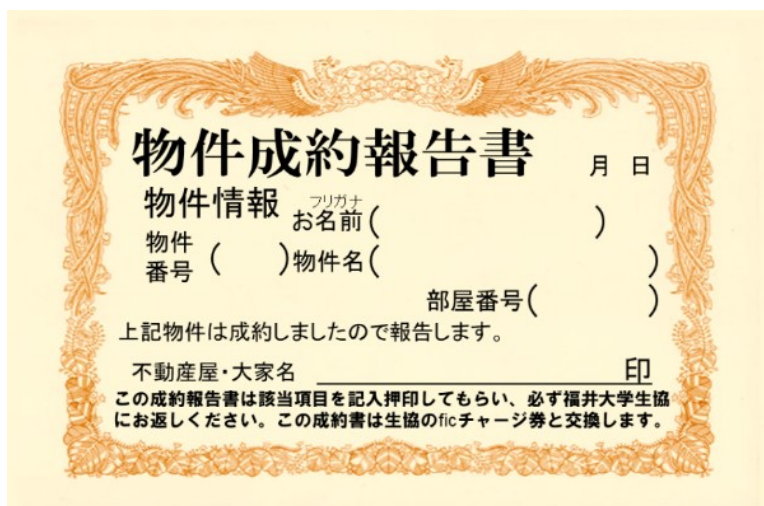 物件成約報告書 月 日
物件情報 フリガナ
お名前( )
物件番号( )物件名( )
部屋番号( )
上記物件は成約しましたので報告します。
不動産屋・大家名 印
この成約報告書は該当項目を記入押印してもらい、必ず福井大学生協
にお返しください。この成約書は生協のficチャージ券と交換します。